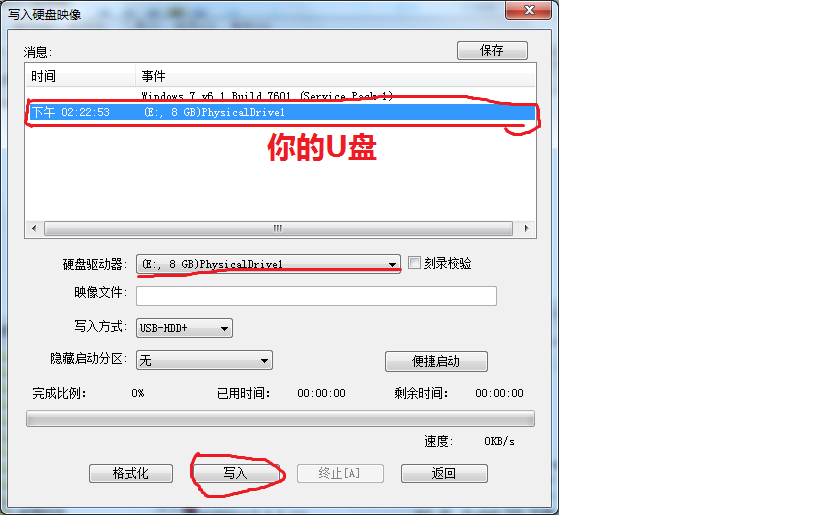 写入硬盘映像
消息:
保存
时间 事件
Windows 7 v6.1 Build 7601 (Service Pack 1)
下午 02:22:53 (E:, 8 GB)PhysicalDrive1
你的U盘
硬盘驱动器: (E:, 8 GB)PhysicalDrive1 刻录校验
映像文件:
写入方式: USB-HDD+
隐藏启动分区: 无 便捷启动
完成比例: 0% 已用时间: 00:00:00 剩余时间: 00:00:00
速度: 0KB/s
格式化 写入 终止[A] 返回